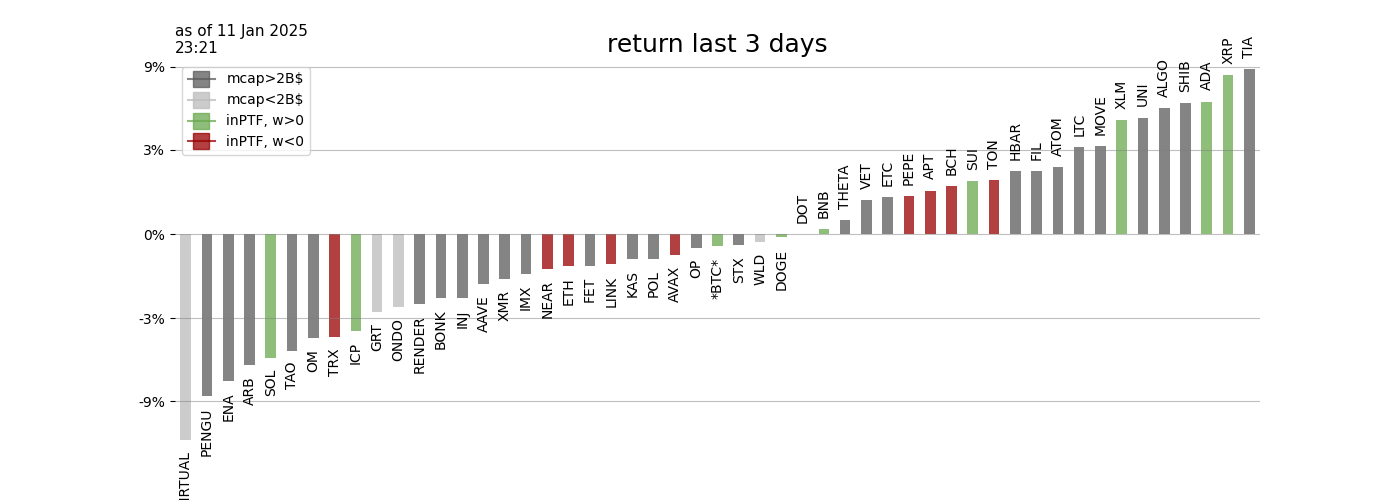 as of 11 Jan 2025
23:21
return last 3 days
9%
3%
0%
-3%
-9%
mcap>2B$
mcap<2B$
inPTF, w>0
inPTF, w<0
IRTUAL
PENGU
ENA
ARB
SOL
TAO
OM
TRX
ICP
GRT
ONDO
RENDER
BONK
INJ
AAVE
XMR
IMX
NEAR
ETH
FET
LINK
KAS
POL
AVAX
OP
*BTC*
STX
WLD
DOGE
DOT
BNB
THETA
VET
ETC
PEPE
APT
BCH
SUI
TON
HBAR
FIL
ATOM
LTC
MOVE
XLM
UNI
ALGO
SHIB
ADA
XRP
TIA